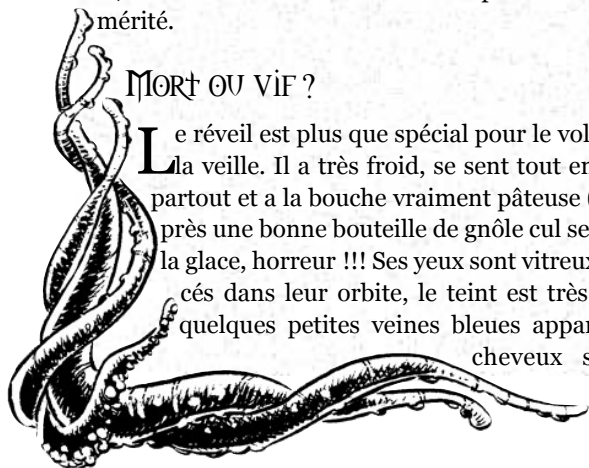 mérité.
MORT OU VIF ?
Le réveil est plus que spécial pour le vol
la veille. Il a très froid, se sent tout en
partout et a la bouche vraiment pâteuse (
près une bonne bouteille de gnôle cul se
la glace, horreur !!! Ses yeux sont vitreux
cés dans leur orbite, le teint est très
quelques petites veines bleues appar
cheveux s